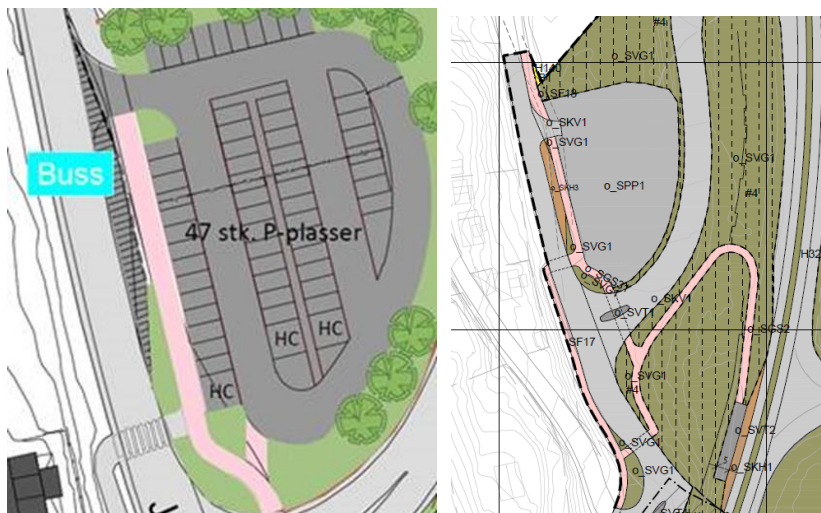 Buss
47 stk. P-plasser
HC
HC
HC
#4
o_SVG1
H140
o_SF18
o_SKV1
o_SVG1
o_SKH3
o_SPP1
o_SVG1
#4
o_SVG1
H32
o_SKV1
o_SVT1
SF17
o_SGS2
o_SVG1
#4
o_SVT2
o_SVG1
o_SVG1
o_SKH1